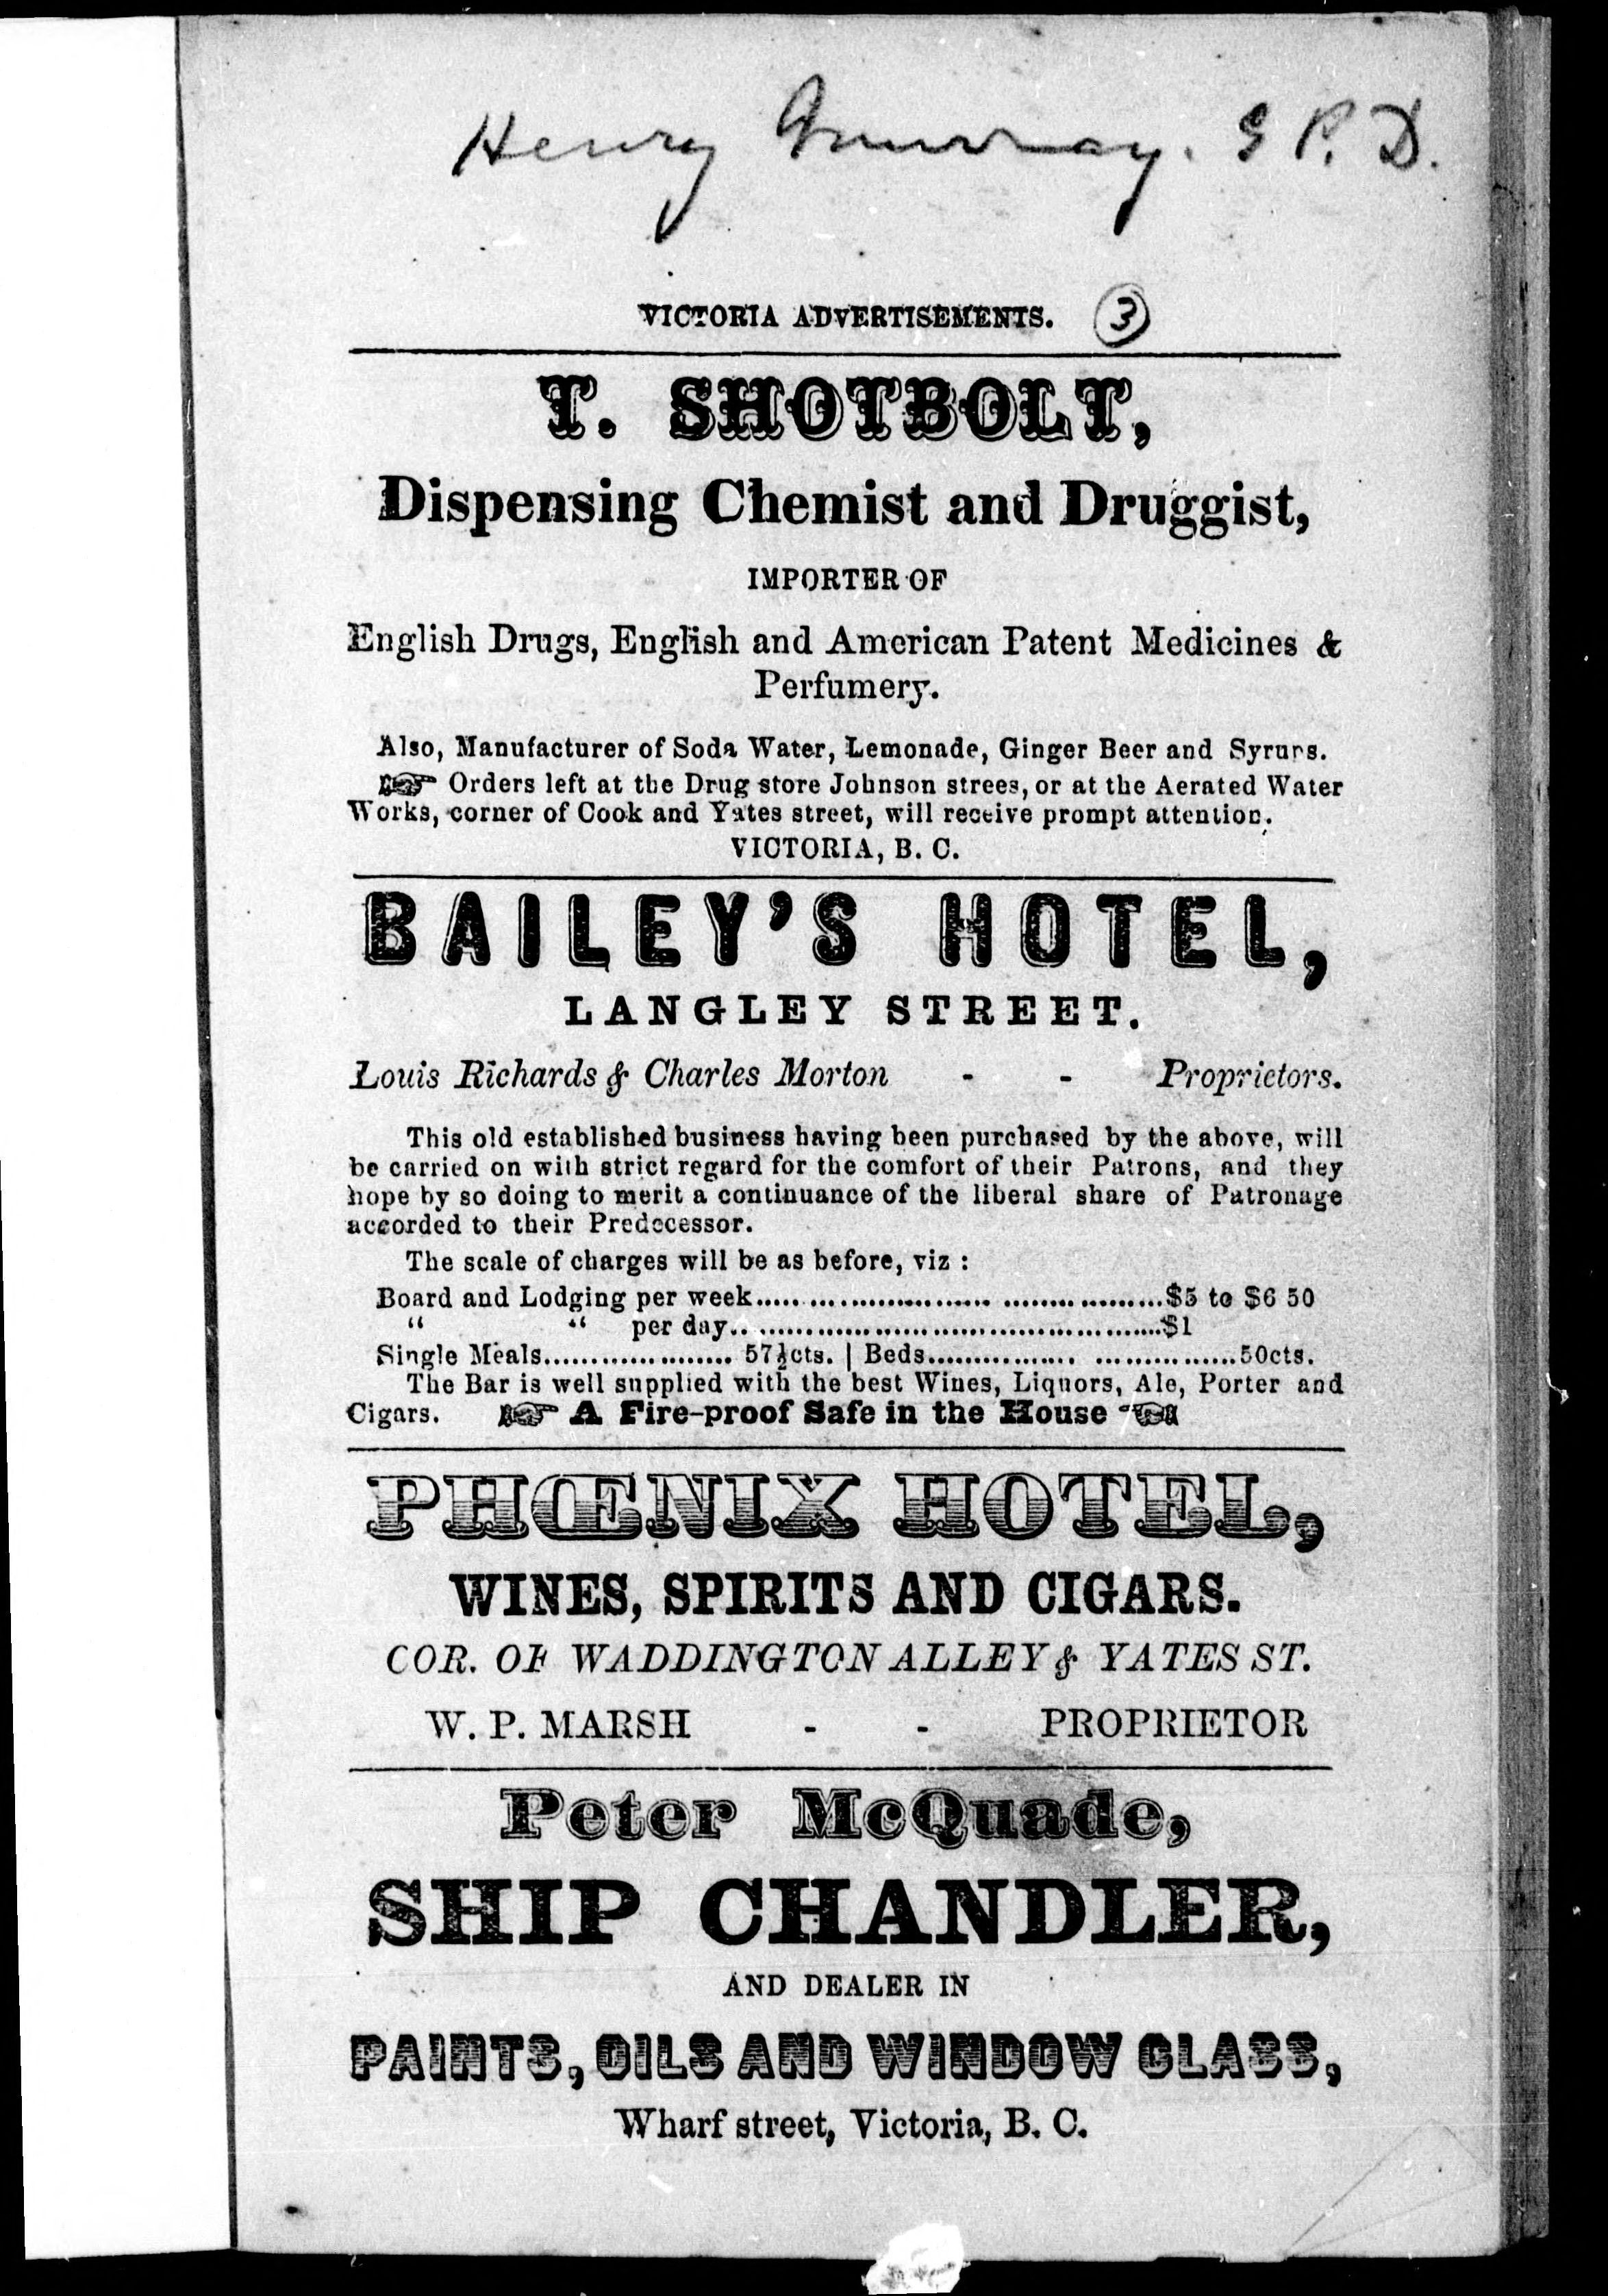 Henry
P. D.
VICTORIA ADVERTISEMENTS. 3
T. SHOTBOLT,
Dispensing Chemist and Druggist,
IMPORTER OF
English Drugs, English and American Patent Medicines &
Perfumery.
Also, Manufacturer of Soda Water, Lemonade, Ginger Beer and Syrups.
☞ Orders left at the Drug store Johnson strees, or at the Aerated Water
Works, corner of Cook and Yates street, will receive prompt attention.
VICTORIA, B. C.
BAILEY'S HOTEL,
LANGLEY STREET.
Louis Richards & Charles Morton - - Proprietors.
This old established business having been purchased by the above, will
be carried on with strict regard for the comfort of their Patrons, and they
hope by so doing to merit a continuance of the liberal share of Patronage
accorded to their Predecessor.
The scale of charges will be as before, viz :
Board and Lodging per week........................................$5 to $6 50
“ “ per day........................................$1
Single Meals.................... 37½cts. | Beds...............................50cts.
The Bar is well supplied with the best Wines, Liquors, Ale, Porter and
Cigars. ☞ A Fire-proof Safe in the House ☜
PHŒNIX HOTEL,
WINES, SPIRITS AND CIGARS.
COR. OF WADDINGTON ALLEY & YATES ST.
W. P. MARSH - - PROPRIETOR
Peter McQuade,
SHIP CHANDLER,
AND DEALER IN
PAINTS, OILS AND WINDOW GLASS,
Wharf street, Victoria, B. C.